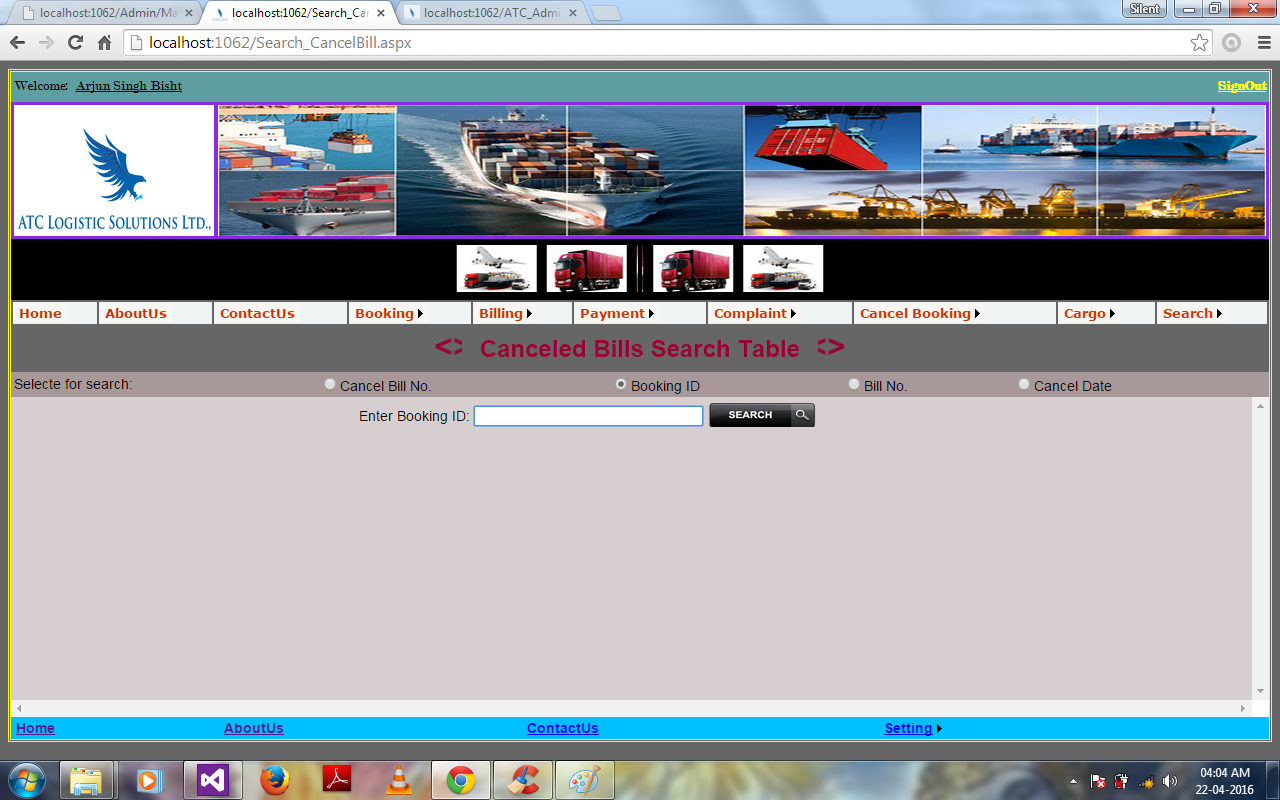 localhost:1062/Admin/Ma
localhost:1062/Search_Car
localhost:1062/ATC_Admi
Silent
localhost:1062/Search_CancelBill.aspx
Welcome: Arjun Singh Bisht
SignOut
ATC LOGISTIC SOLUTIONS LTD.,
Home AboutUs ContactUs Booking Billing Payment Complaint Cancel Booking Cargo Search
<> Canceled Bills Search Table <>
Selecte for search: Cancel Bill No. Booking ID Bill No. Cancel Date
Enter Booking ID: SEARCH
Home AboutUs ContactUs Setting
04:04 AM
22-04-2016